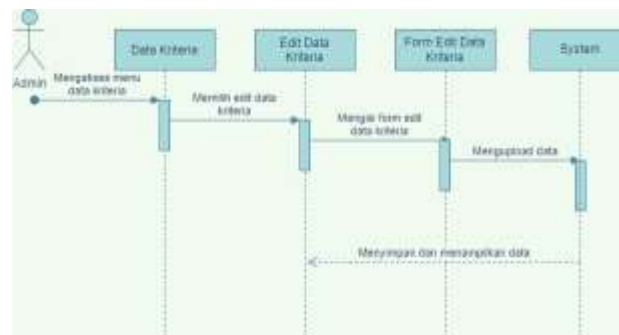 Data Kriteria
Edit Data
Kriteria
Form Edit Data
Kriteria
System
Admin
Mengakses menu
data kriteria
Memilih edit data
kriteria
Mengisi form edit
data kriteria
Mengupload data
Menyimpan dan menampilkan data